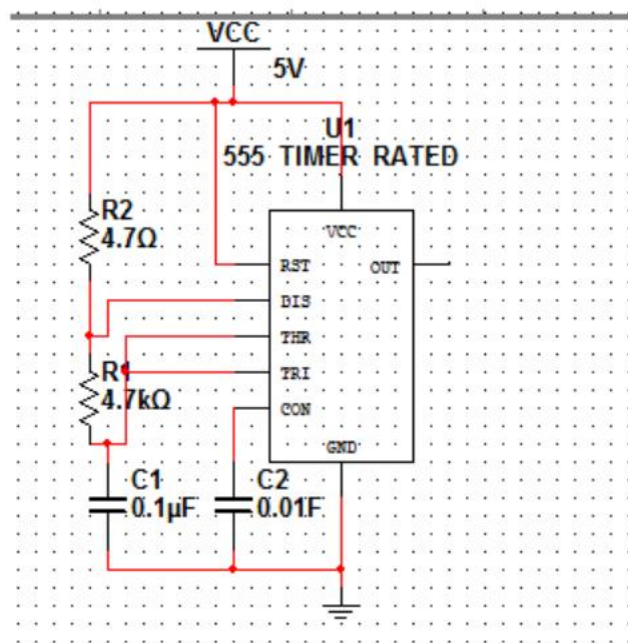 VCC
5V
U1
555 TIMER RATED
R2
4.7Ω
VCC
RST
OUT
DIS
THR
R1
TRI
4.7kΩ
CON
GND
C1
0.1µF
C2
0.01F